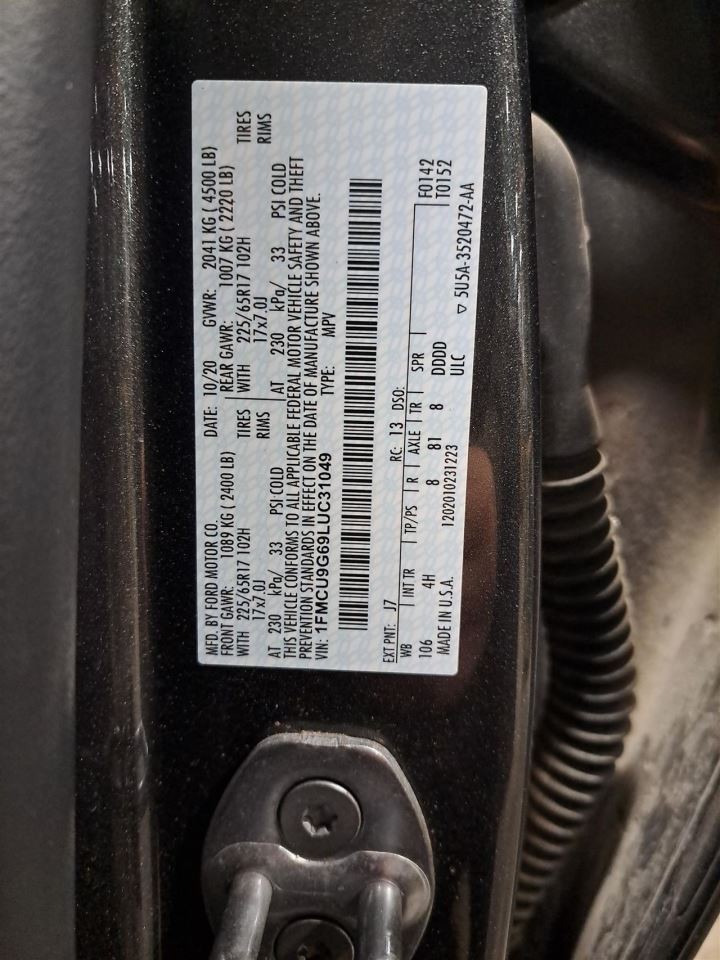 MFD. BY FORD MOTOR CO.
DATE: 10/20 GVWR: 2041 KG ( 4500 LB)
FRONT GAWR: 1089 KG ( 2400 LB) REAR GAWR: 1007 KG ( 2220 LB)
WITH 225/65R17 102H TIRES WITH 225/65R17 102H TIRES
17x7.0J RIMS 17x7.0J RIMS
AT 230 kPa/ 33 PSI COLD AT 230 kPa/ 33 PSI COLD
THIS VEHICLE CONFORMS TO ALL APPLICABLE FEDERAL MOTOR VEHICLE SAFETY AND THEFT
PREVENTION STANDARDS IN EFFECT ON THE DATE OF MANUFACTURE SHOWN ABOVE.
VIN: 1FMCU9G69LUC31049 TYPE: MPV
EXT PNT: J7 RC: 13 DSO:
WB INT TR TP/PS R AXLE TR SPR F0142
106 4H 8 81 8 DDDD T0152
MADE IN U.S.A. 1202010231223 ULC ▽ 5U5A-3520472-AA